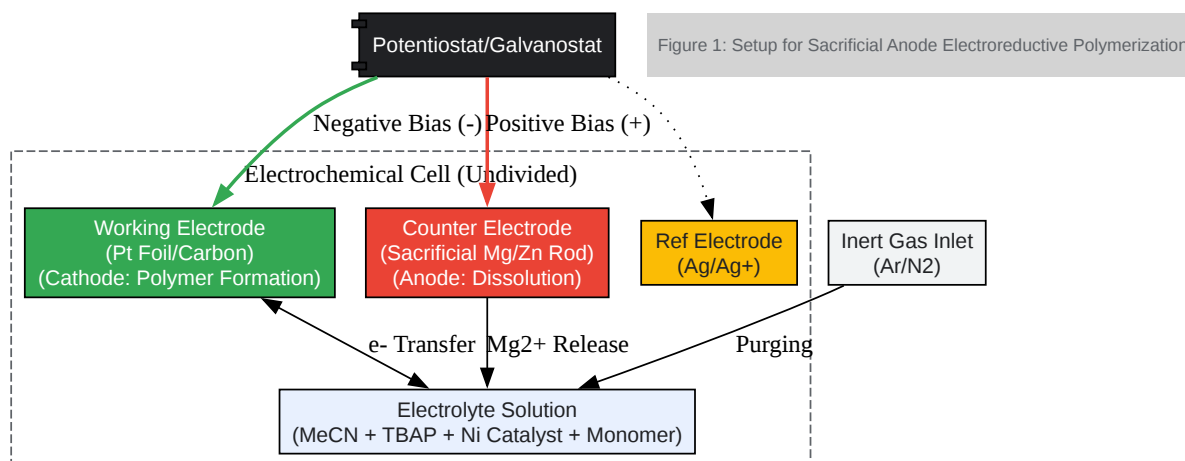 Potentiostat/Galvanostat
Figure 1: Setup for Sacrificial Anode Electroreductive Polymerization
Negative Bias (-)
Positive Bias (+)
Electrochemical Cell (Undivided)
Working Electrode
(Pt Foil/Carbon)
(Cathode: Polymer Formation)
Counter Electrode
(Sacrificial Mg/Zn Rod)
(Anode: Dissolution)
Ref Electrode
(Ag/Ag+)
Inert Gas Inlet
(Ar/N2)
e- Transfer
Mg2+ Release
Purging
Electrolyte Solution
(MeCN + TBAP + Ni Catalyst + Monomer)